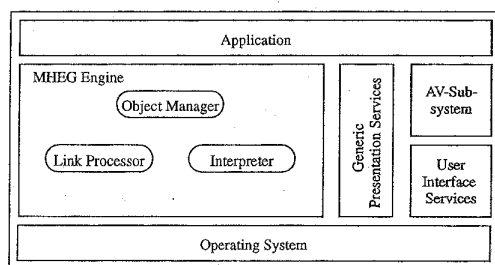 Application
MHEG Engine
Object Manager
Link Processor
Interpreter
Generic
Presentation Services
AV-Sub-
system
User
Interface
Services
Operating System